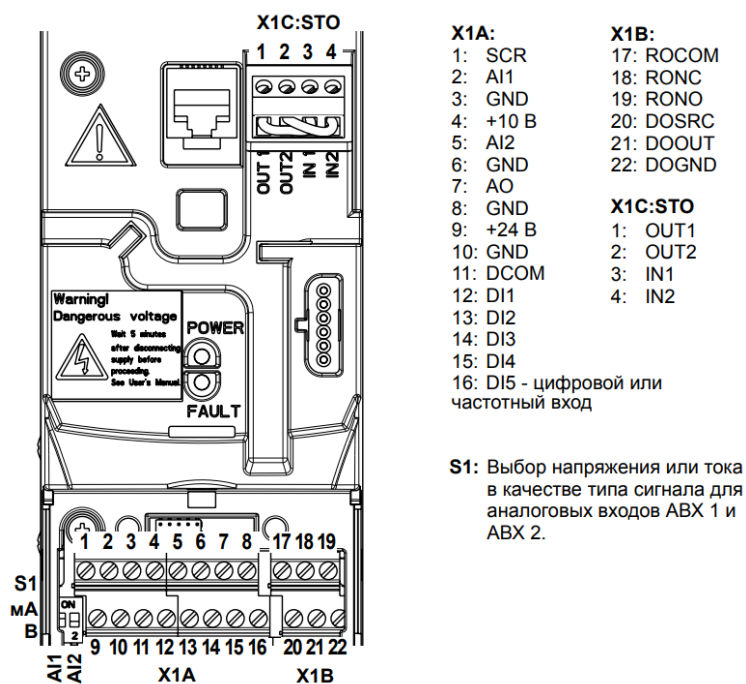 X1C:STO
1 2 3 4
OUT 1
OUT2
IN 1
IN2
Warning!
Dangerous voltage
Wait 5 minutes
after disconnecting
supply before
proceeding.
See User's Manual.
POWER
FAULT
1 2 3 4 5 6 7 8 17 18 19
S1
мА
В
ON
2
9 10 11 12 13 14 15 16 20 21 22
AI1
AI2
X1A
X1B
X1A:
1: SCR
2: AI1
3: GND
4: +10 В
5: AI2
6: GND
7: AO
8: GND
9: +24 В
10: GND
11: DCOM
12: DI1
13: DI2
14: DI3
15: DI4
16: DI5 - цифровой или
частотный вход
X1B:
17: ROCOM
18: RONC
19: RONO
20: DOSRC
21: DOOUT
22: DOGND
X1C:STO
1: OUT1
2: OUT2
3: IN1
4: IN2
S1: Выбор напряжения или тока
в качестве типа сигнала для
аналоговых входов АВХ 1 и
АВХ 2.